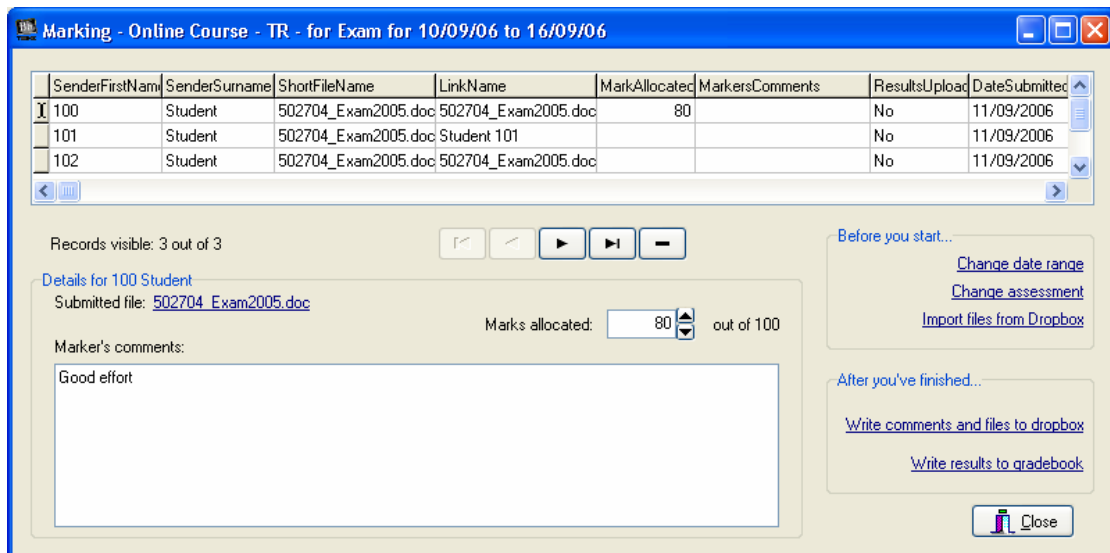 Marking - Online Course - TR - for Exam for 10/09/06 to 16/09/06
SenderFirstNam SenderSurname ShortFileName LinkName MarkAllocated MarkersComments ResultsUpload DateSubmitted
100 Student 502704_Exam2005.doc 502704_Exam2005.doc 80 No 11/09/2006
101 Student 502704_Exam2005.doc Student 101 No 11/09/2006
102 Student 502704_Exam2005.doc 502704_Exam2005.doc No 11/09/2006
Records visible: 3 out of 3
Details for 100 Student
Submitted file: 502704_Exam2005.doc
Marks allocated: 80 out of 100
Marker's comments:
Good effort
Before you start...
Change date range
Change assessment
Import files from Dropbox
After you've finished...
Write comments and files to dropbox
Write results to gradebook
Close